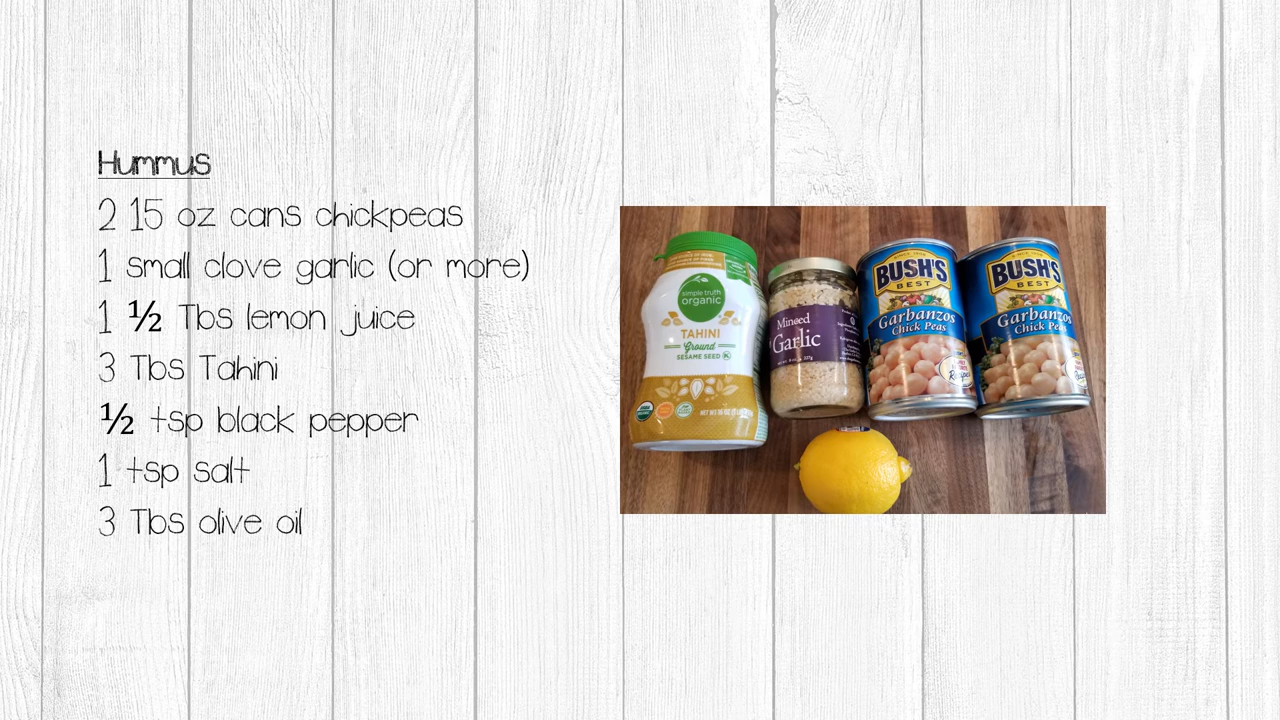 Hummus
2 15 oz cans chickpeas
1 small clove garlic (or more)
1 ½ Tbs lemon juice
3 Tbs Tahini
½ tsp black pepper
1 tsp salt
3 Tbs olive oil
simple truth
organic
TAHINI
Ground
SESAME SEED
Minced
Garlic
BUSH'S
BEST
Garbanzos
Chick Peas
BUSH'S
BEST
Garbanzos
Chick Peas
Recipes